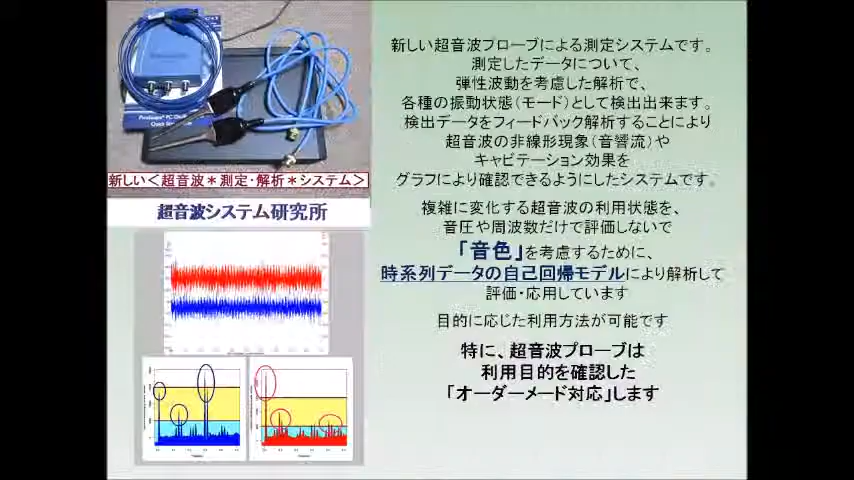 新しい<超音波＊測定・解析＊システム>
超音波システム研究所
新しい超音波プローブによる測定システムです。
測定したデータについて、
弾性波動を考慮した解析で、
各種の振動状態（モード）として検出出来ます。
検出データをフィードバック解析することにより
超音波の非線形現象（音響流）や
キャビテーション効果を
グラフにより確認できるようにしたシステムです。
複雑に変化する超音波の利用状態を、
音圧や周波数だけで評価しないで
「音色」を考慮するために、
時系列データの自己回帰モデルにより解析して
評価・応用しています
目的に応じた利用方法が可能です
特に、超音波プローブは
利用目的を確認した
「オーダーメード対応」します